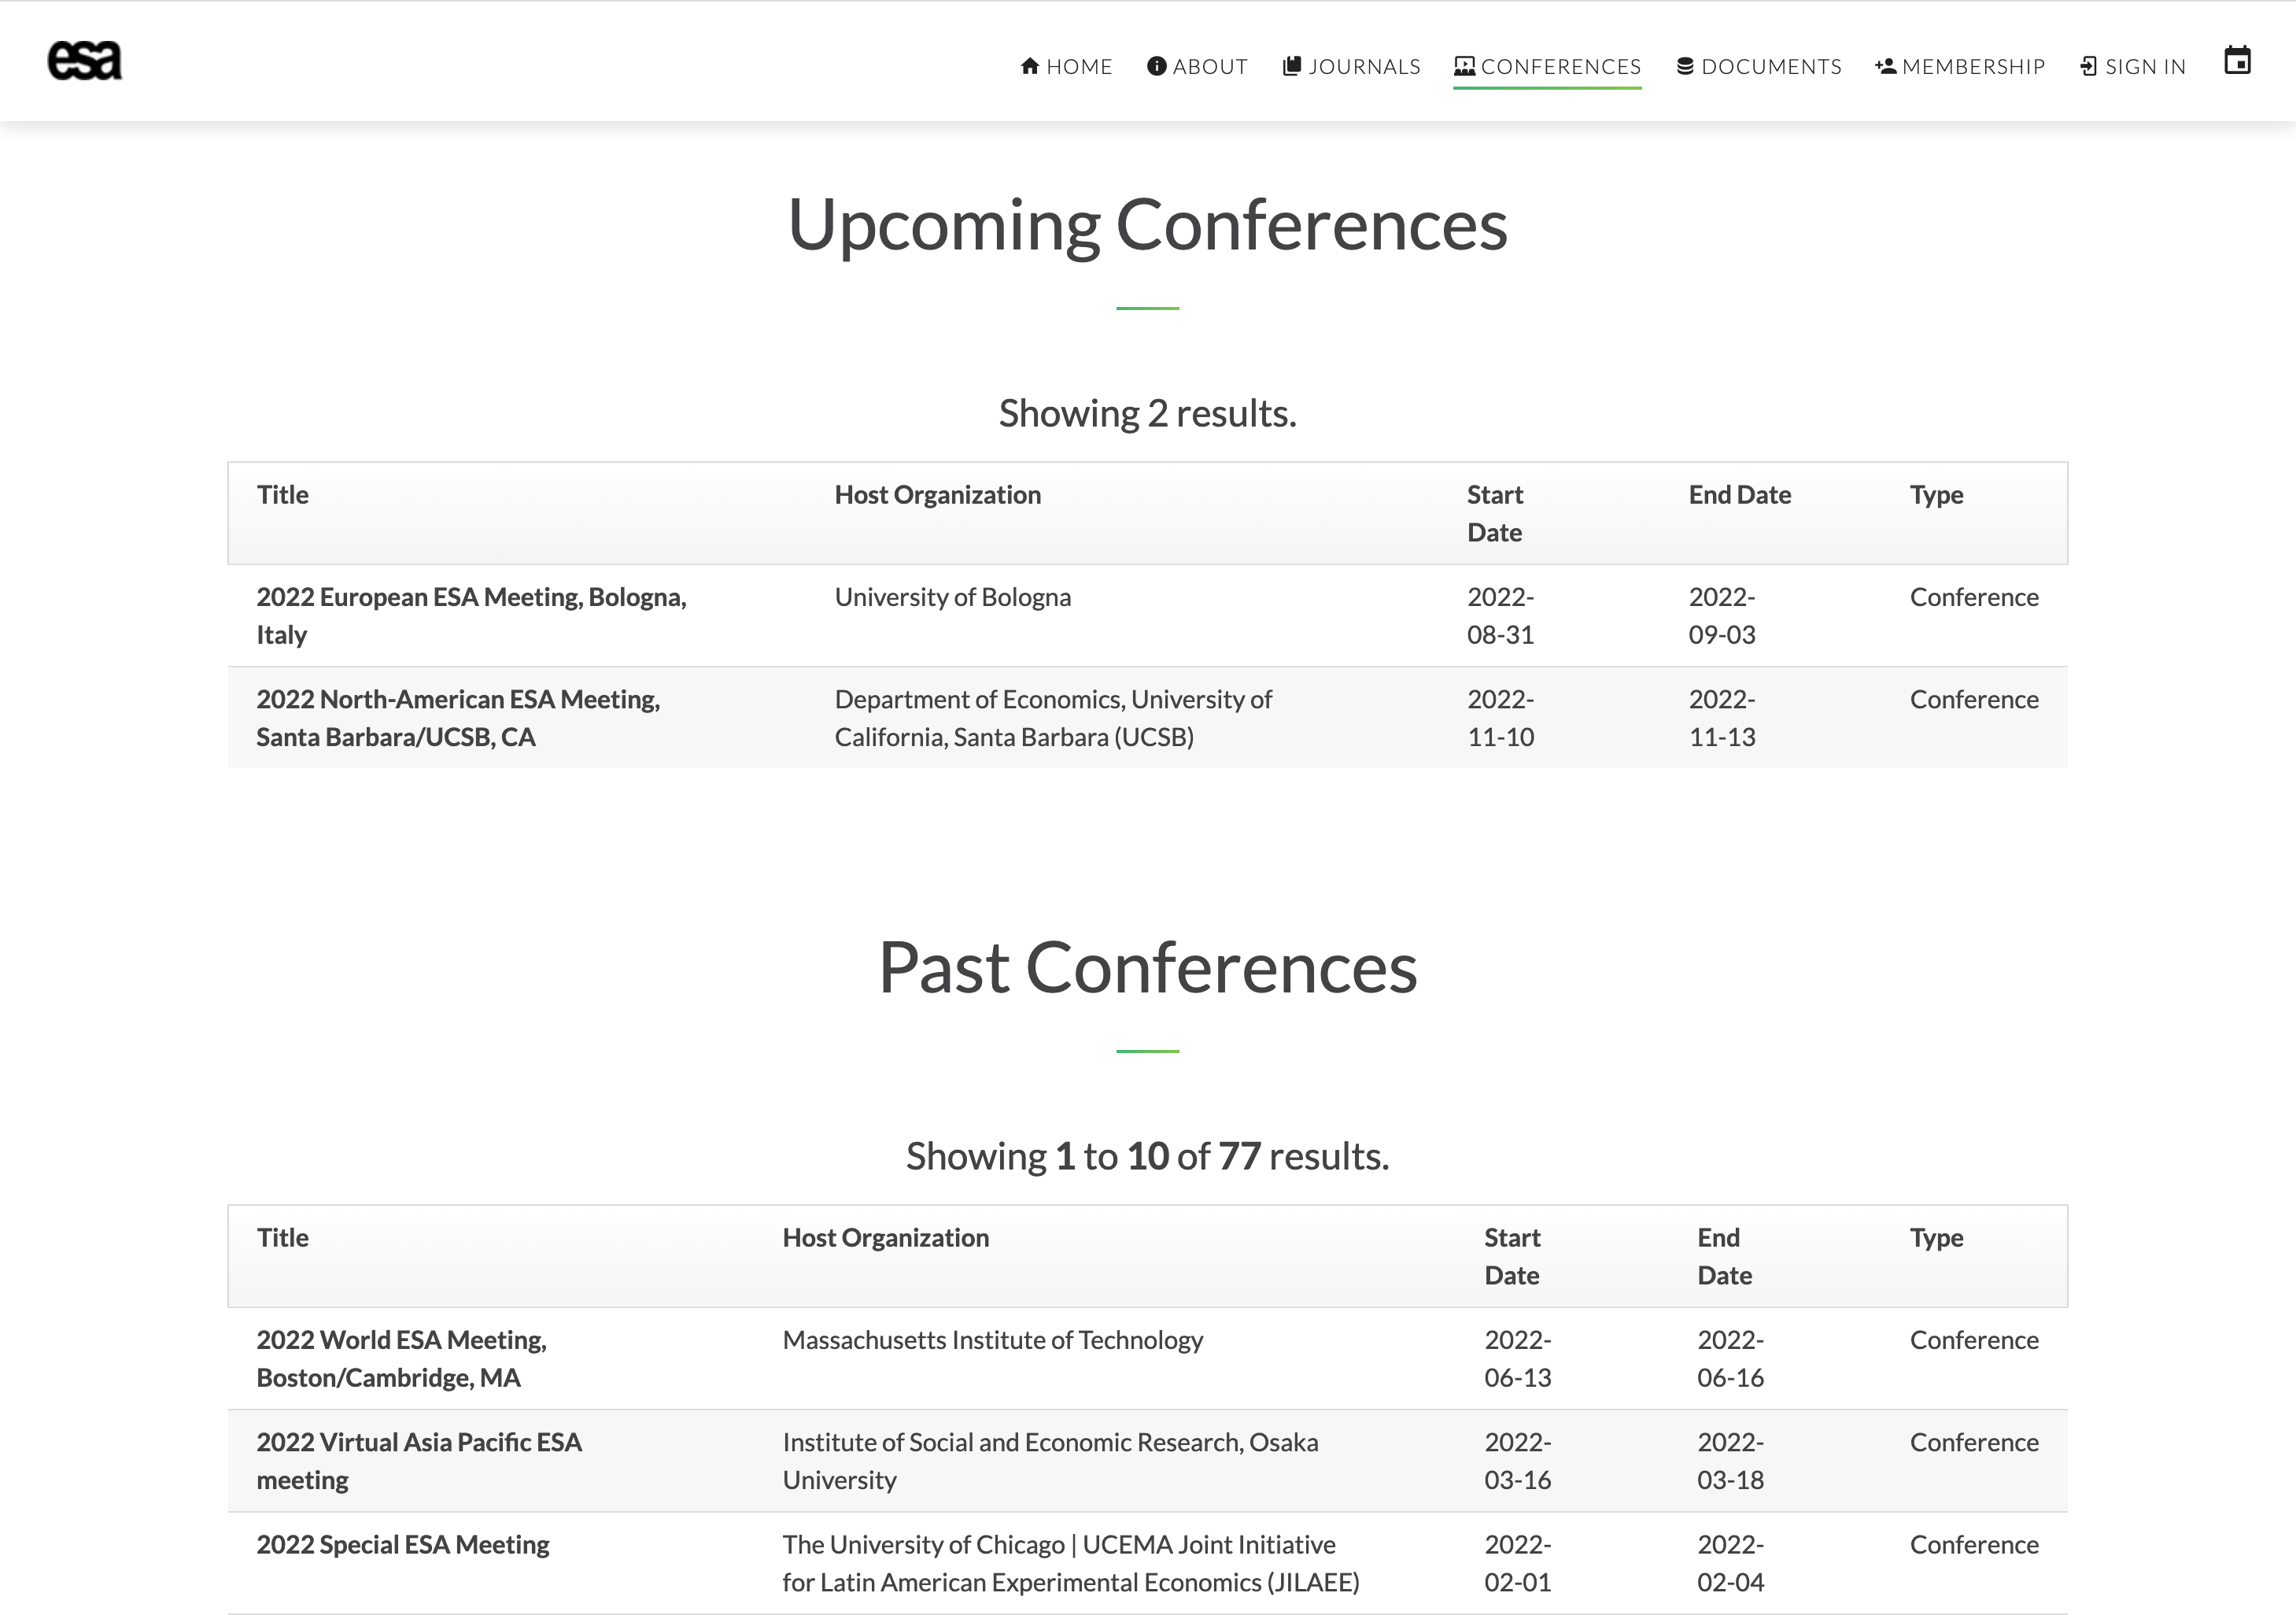 esa
HOME ABOUT JOURNALS CONFERENCES DOCUMENTS MEMBERSHIP SIGN IN
Upcoming Conferences
Showing 2 results.
Title Host Organization Start Date End Date Type
2022 European ESA Meeting, Bologna, Italy University of Bologna 2022-08-31 2022-09-03 Conference
2022 North-American ESA Meeting, Santa Barbara/UCSB, CA Department of Economics, University of California, Santa Barbara (UCSB) 2022-11-10 2022-11-13 Conference
Past Conferences
Showing 1 to 10 of 77 results.
Title Host Organization Start Date End Date Type
2022 World ESA Meeting, Boston/Cambridge, MA Massachusetts Institute of Technology 2022-06-13 2022-06-16 Conference
2022 Virtual Asia Pacific ESA meeting Institute of Social and Economic Research, Osaka University 2022-03-16 2022-03-18 Conference
2022 Special ESA Meeting The University of Chicago | UCEMA Joint Initiative for Latin American Experimental Economics (JILAEE) 2022-02-01 2022-02-04 Conference